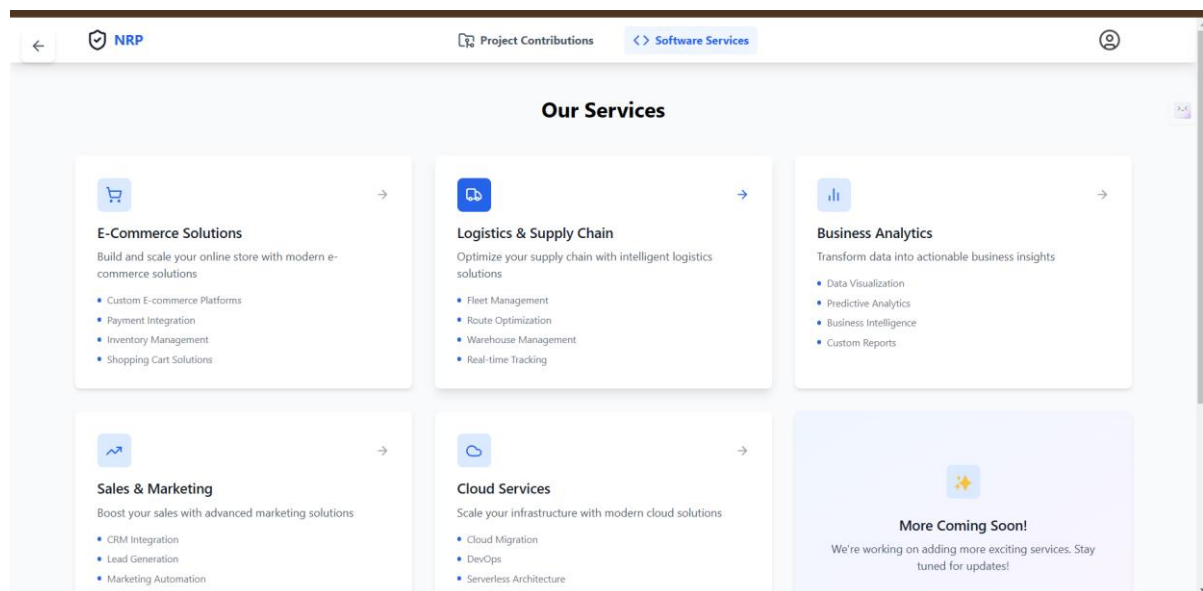 NRP
Project Contributions
Software Services
Our Services
E-Commerce Solutions
Build and scale your online store with modern e-
commerce solutions
Custom E-commerce Platforms
Payment Integration
Inventory Management
Shopping Cart Solutions
Logistics & Supply Chain
Optimize your supply chain with intelligent logistics
solutions
Fleet Management
Route Optimization
Warehouse Management
Real-time Tracking
Business Analytics
Transform data into actionable business insights
Data Visualization
Predictive Analytics
Business Intelligence
Custom Reports
Sales & Marketing
Boost your sales with advanced marketing solutions
CRM Integration
Lead Generation
Marketing Automation
Cloud Services
Scale your infrastructure with modern cloud solutions
Cloud Migration
DevOps
Serverless Architecture
More Coming Soon!
We're working on adding more exciting services. Stay
tuned for updates!